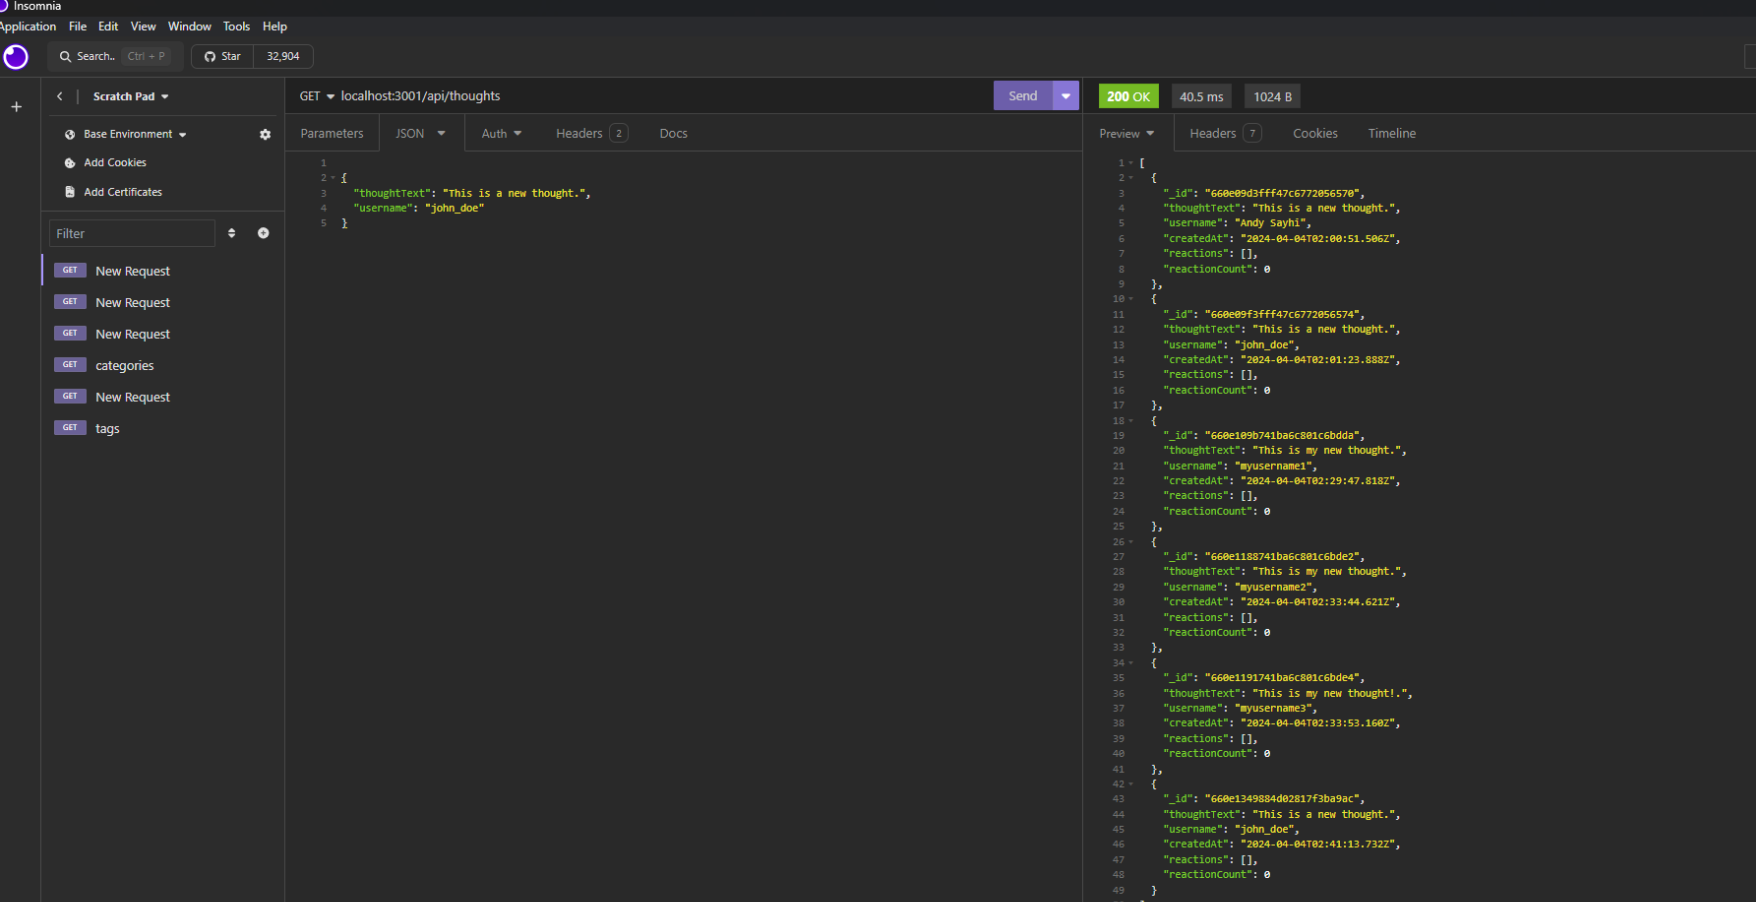 Insomnia
Application File Edit View Window Tools Help
Search.. Ctrl + P Star 32,904
Scratch Pad
Base Environment
Add Cookies
Add Certificates
Filter
GET New Request
GET New Request
GET New Request
GET categories
GET New Request
GET tags
GET localhost:3001/api/thoughts Send
Parameters JSON Auth Headers 2 Docs
1
2 {
3 "thoughtText": "This is a new thought.",
4 "username": "john_doe"
5 }
200 OK 40.5 ms 1024 B
Preview Headers 7 Cookies Timeline
1 [
2 {
3 "_id": "660e09d3fff47c6772056570",
4 "thoughtText": "This is a new thought.",
5 "username": "Andy Sayhi",
6 "createdAt": "2024-04-04T02:00:51.506Z",
7 "reactions": [],
8 "reactionCount": 0
9 },
10 {
11 "_id": "660e09f3fff47c6772056574",
12 "thoughtText": "This is a new thought.",
13 "username": "john_doe",
14 "createdAt": "2024-04-04T02:01:23.888Z",
15 "reactions": [],
16 "reactionCount": 0
17 },
18 {
19 "_id": "660e109b741ba6c801c6bdda",
20 "thoughtText": "This is my new thought.",
21 "username": "myusername1",
22 "createdAt": "2024-04-04T02:29:47.818Z",
23 "reactions": [],
24 "reactionCount": 0
25 },
26 {
27 "_id": "660e1188741ba6c801c6bde2",
28 "thoughtText": "This is my new thought.",
29 "username": "myusername2",
30 "createdAt": "2024-04-04T02:33:44.621Z",
31 "reactions": [],
32 "reactionCount": 0
33 },
34 {
35 "_id": "660e1191741ba6c801c6bde4",
36 "thoughtText": "This is my new thought!.",
37 "username": "myusername3",
38 "createdAt": "2024-04-04T02:33:53.160Z",
39 "reactions": [],
40 "reactionCount": 0
41 },
42 {
43 "_id": "660e1349884d02817f3ba9ac",
44 "thoughtText": "This is a new thought.",
45 "username": "john_doe",
46 "createdAt": "2024-04-04T02:41:13.732Z",
47 "reactions": [],
48 "reactionCount": 0
49 }